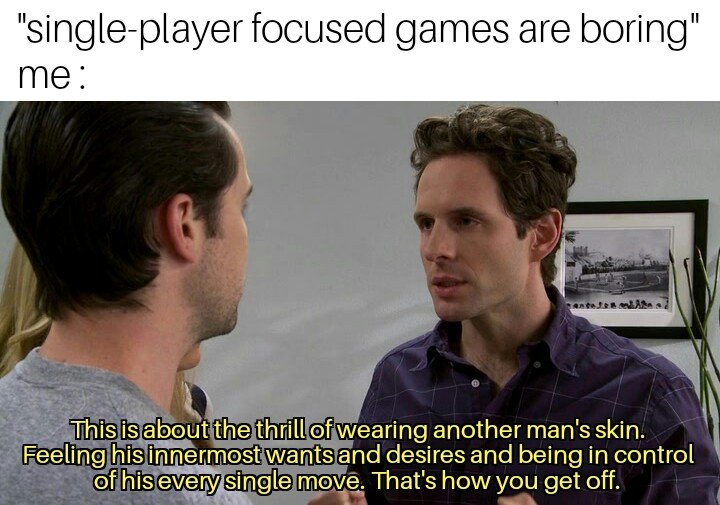 "single-player focused games are boring"
me :
This is about the thrill of wearing another man's skin.
Feeling his innermost wants and desires and being in control
of his every single move. That's how you get off.